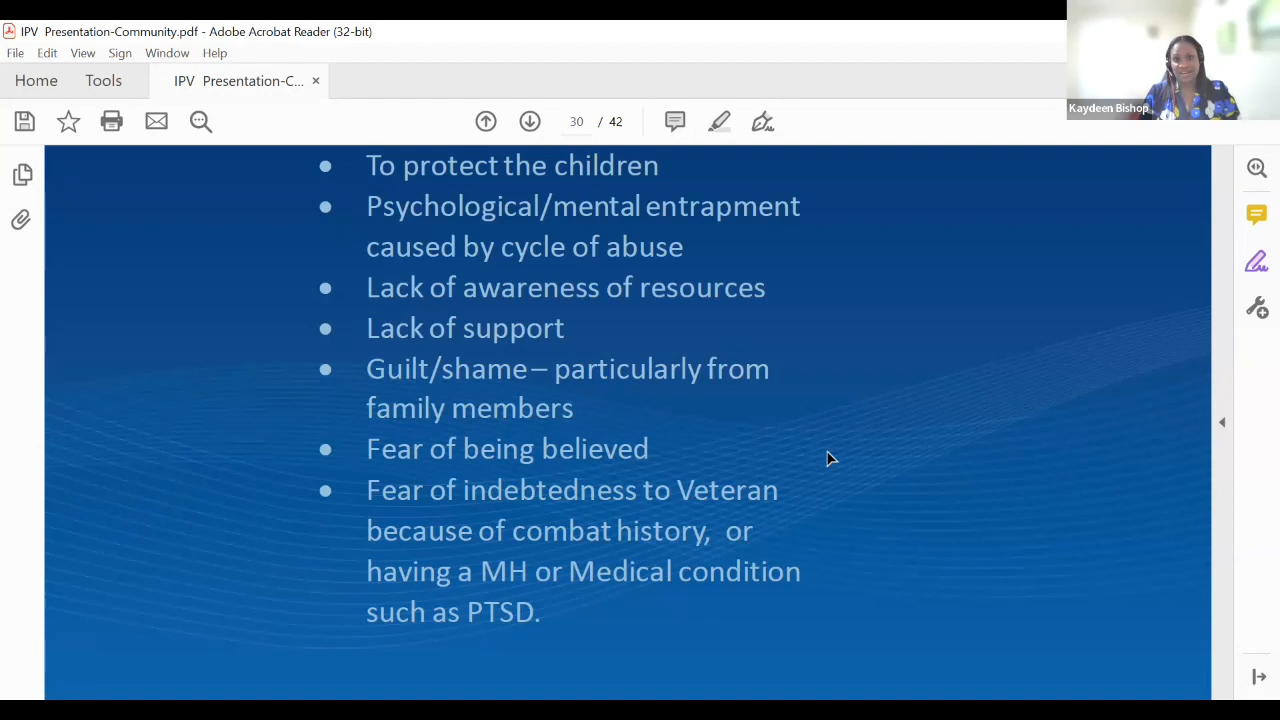 IPV Presentation-Community.pdf - Adobe Acrobat Reader (32-bit)
File Edit View Sign Window Help
Home Tools IPV Presentation-C... ×
30 / 42
Kaydeen Bishop
• To protect the children
• Psychological/mental entrapment
caused by cycle of abuse
• Lack of awareness of resources
• Lack of support
• Guilt/shame – particularly from
family members
• Fear of being believed
• Fear of indebtedness to Veteran
because of combat history, or
having a MH or Medical condition
such as PTSD.